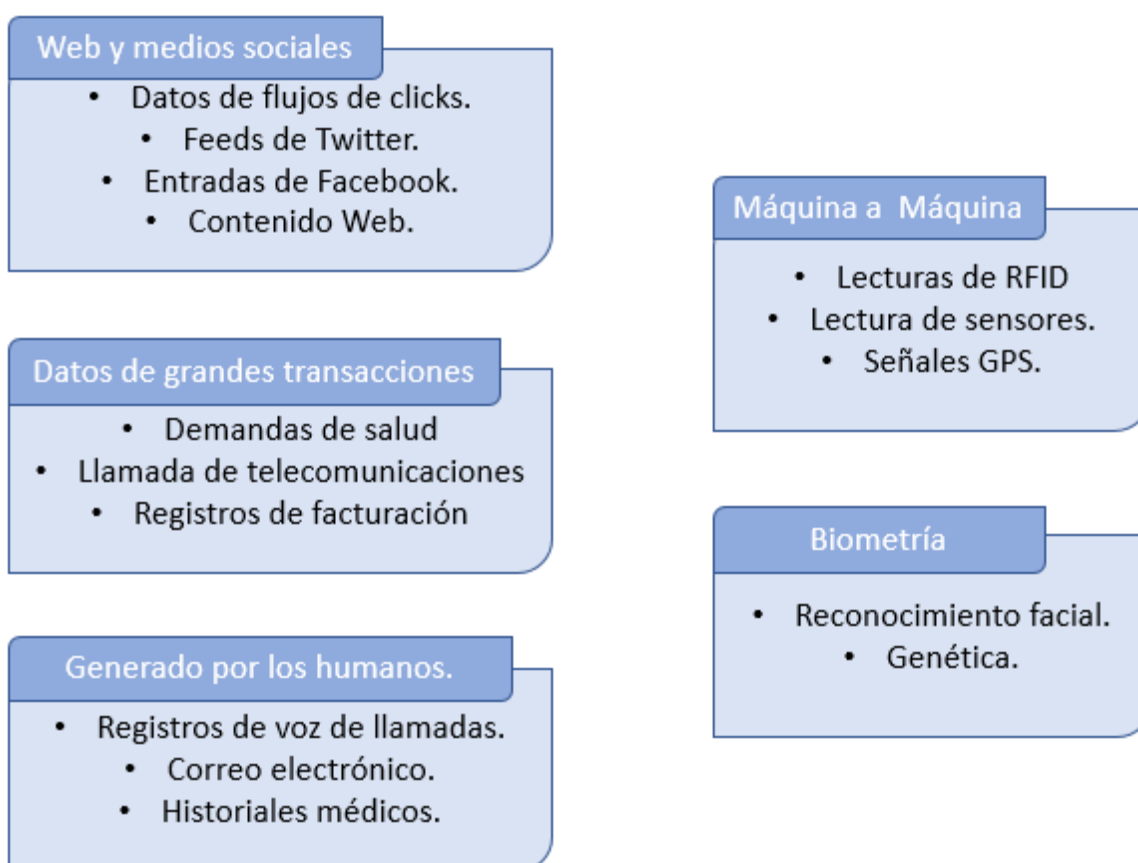 Web y medios sociales
• Datos de flujos de clicks.
• Feeds de Twitter.
• Entradas de Facebook.
• Contenido Web.
Datos de grandes transacciones
• Demandas de salud
• Llamada de telecomunicaciones
• Registros de facturación
Generado por los humanos.
• Registros de voz de llamadas.
• Correo electrónico.
• Historiales médicos.
Máquina a  Máquina
• Lecturas de RFID
• Lectura de sensores.
• Señales GPS.
Biometría
• Reconocimiento facial.
• Genética.